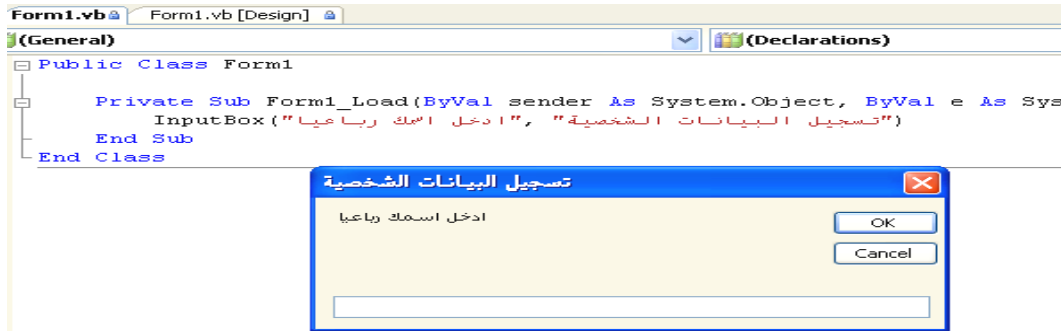 Form1.vb Form1.vb [Design]
(General) (Declarations)
Public Class Form1
Private Sub Form1_Load(ByVal sender As System.Object, ByVal e As Sys
InputBox("ادخل اسمك رباعيا", "تسجيل البيانات الشخصية")
End Sub
End Class
تسجيل البيانات الشخصية
ادخل اسمك رباعيا
OK
Cancel